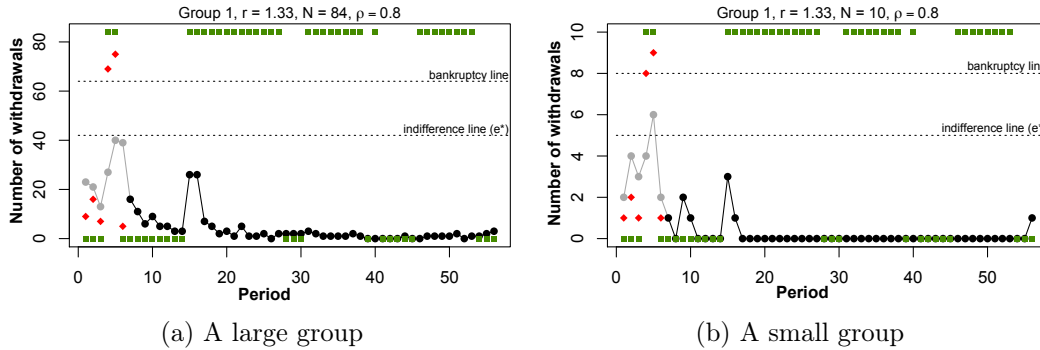 Group 1, r = 1.33, N = 84, ρ = 0.8
Number of withdrawals
80
60
40
20
0
bankruptcy line
indifference line (e*)
0 10 20 30 40 50
Period
(a) A large group
Group 1, r = 1.33, N = 10, ρ = 0.8
Number of withdrawals
10
8
6
4
2
0
bankruptcy lin
indifference line (e*
0 10 20 30 40 50
Period
(b) A small group